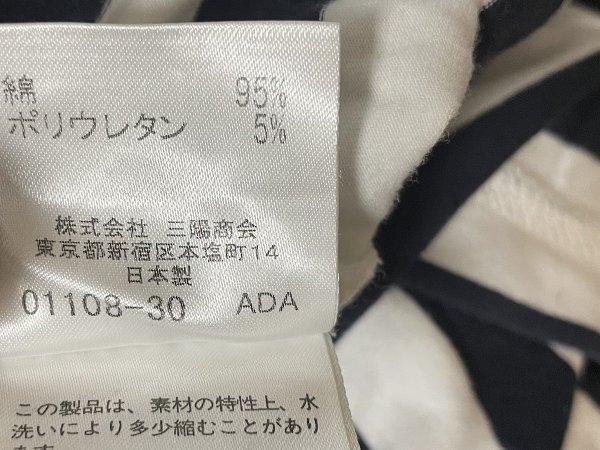 綿 95%
ポリウレタン 5%
株式会社 三陽商会
東京都新宿区本塩町14
日本製
01108-30 ADA
この製品は、素材の特性上、水
洗いにより多少縮むことがあり
ます